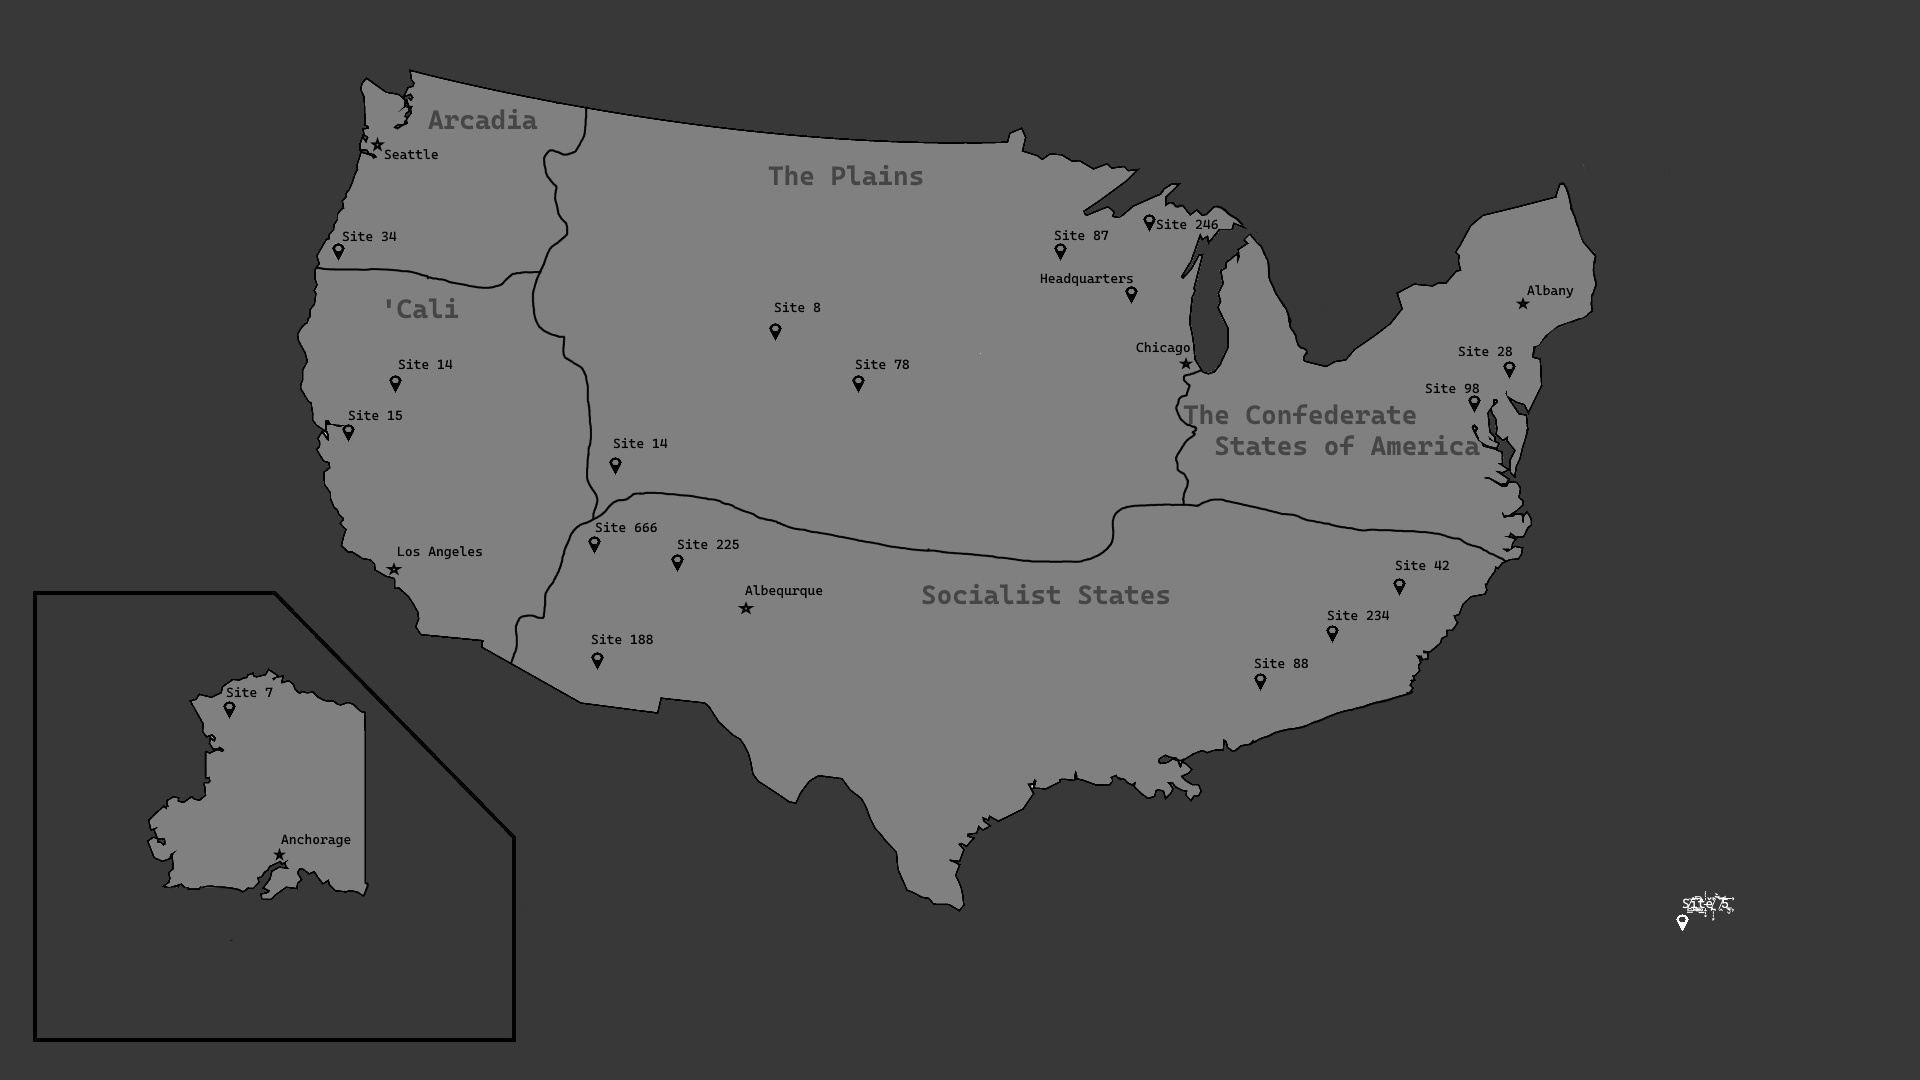 Arcadia
Seattle
The Plains
Site 34
Site 87
Site 246
Headquarters
Albany
'Cali
Site 8
Chicago
Site 28
Site 14
Site 78
Site 98
Site 15
The Confederate
States of America
Site 14
Site 666
Site 225
Los Angeles
Site 42
Albequrque
Socialist States
Site 234
Site 188
Site 88
Site 7
Anchorage